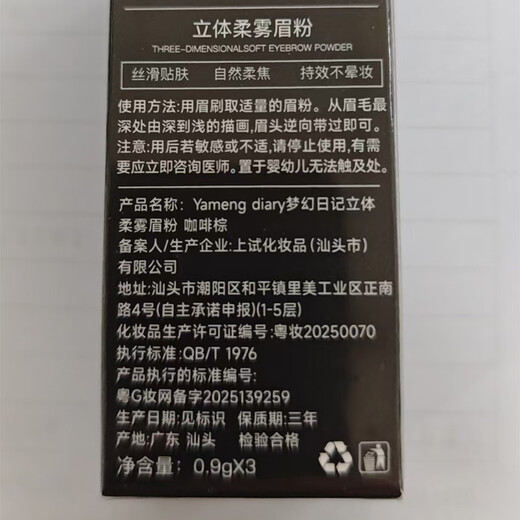 立体柔雾眉粉
THREE-DIMENSIONALSOFT EYEBROW POWDER
丝滑贴肤 自然柔焦 持效不晕妆
使用方法:用眉刷取适量的眉粉。从眉毛最
深处由深到浅的描画,眉头逆向带过即可。
注意:用后若敏感或不适,请停止使用,有需
要应立即咨询医师。置于婴幼儿无法触及处。
产品名称: Yameng diary梦幻日记立体
柔雾眉粉 咖啡棕
备案人/生产企业:上试化妆品(汕头市)
有限公司
地址:汕头市潮阳区和平镇里美工业区正南
路4号(自主承诺申报)(1-5层)
化妆品生产许可证编号:粤妆20250070
执行标准:QB/T 1976
产品执行的标准编号:
粤G妆网备字2025139259
生产日期:见标识 保质期:三年
产地:广东 汕头 检验合格
净含量: 0.9gX3